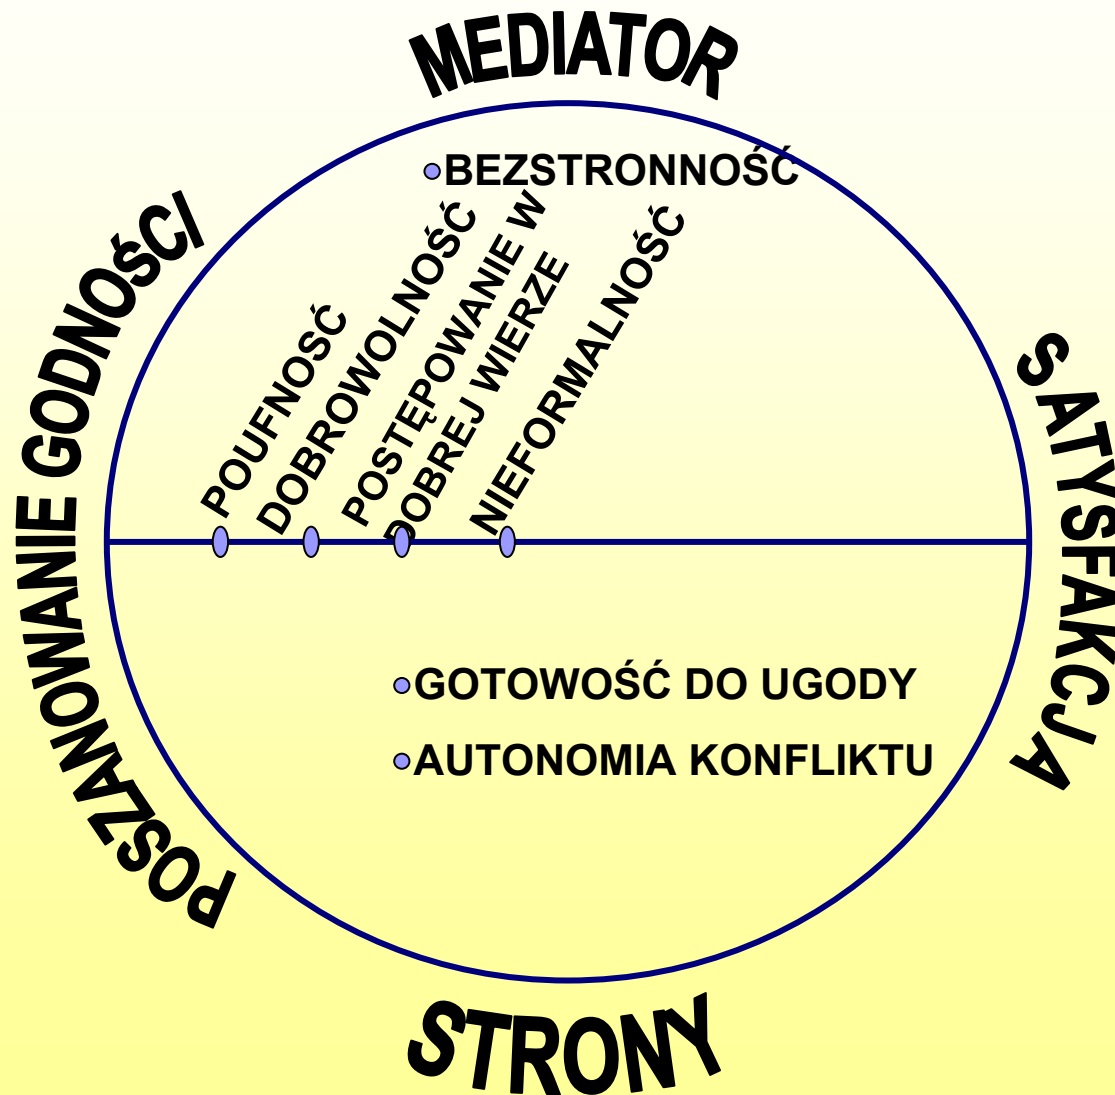 MEDIATOR
BEZSTRONNOŚĆ
POSZANOWANIE GODNOŚCI
POUFNOŚĆ
DOBROWOLNOŚĆ
POSTĘPOWANIE W
DOBREJ WIERZE
NIEFORMALNOŚĆ
SATYSFAKCJA
GOTOWOŚĆ DO UGODY
AUTONOMIA KONFLIKTU
STRONY